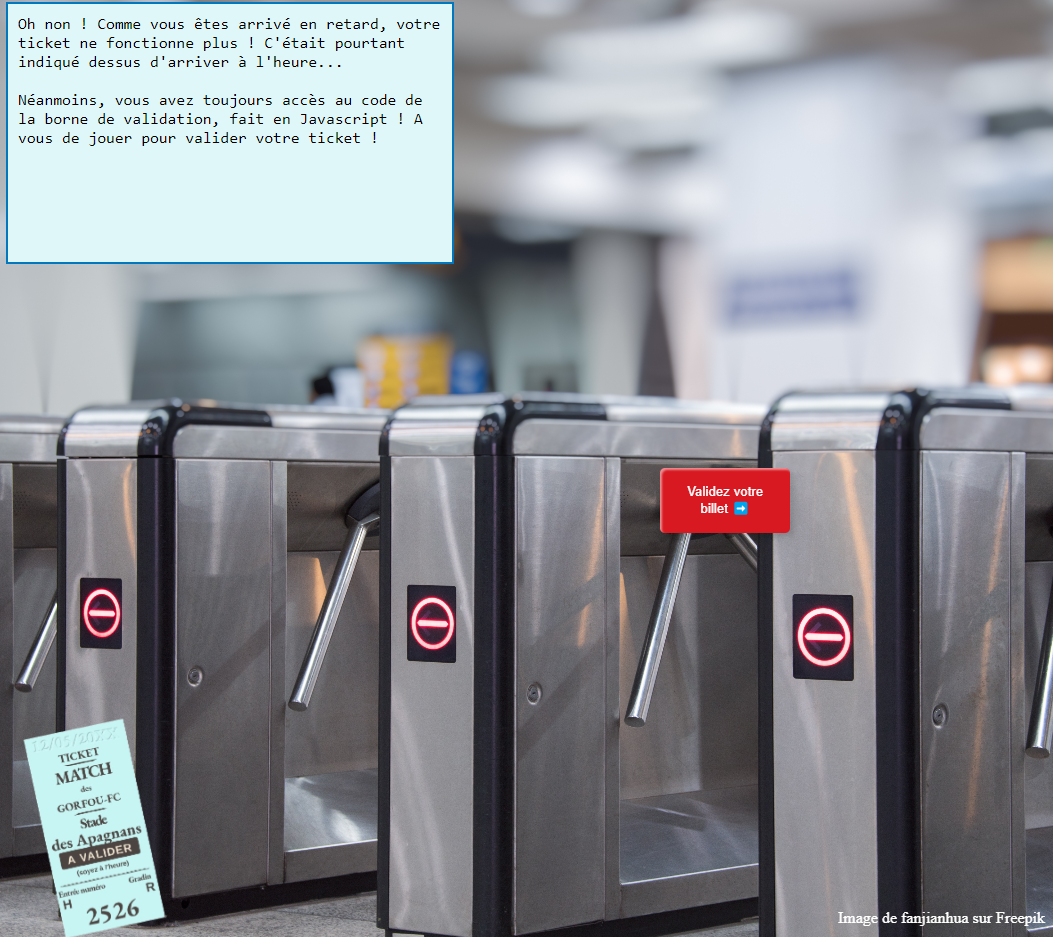 Oh non ! Comme vous êtes arrivé en retard, votre
ticket ne fonctionne plus ! C'était pourtant
indiqué dessus d'arriver à l'heure...
Néanmoins, vous avez toujours accès au code de
la borne de validation, fait en Javascript ! A
vous de jouer pour valider votre ticket !
Validez votre
billet ➡️
12/05/20XX
TICKET
MATCH
des
GORFOU-FC
Stade
des Apagnans
A VALIDER
(soyez à l'heure)
Entrée numéro Gradin
H R
2526
Image de fanjianhua sur Freepik